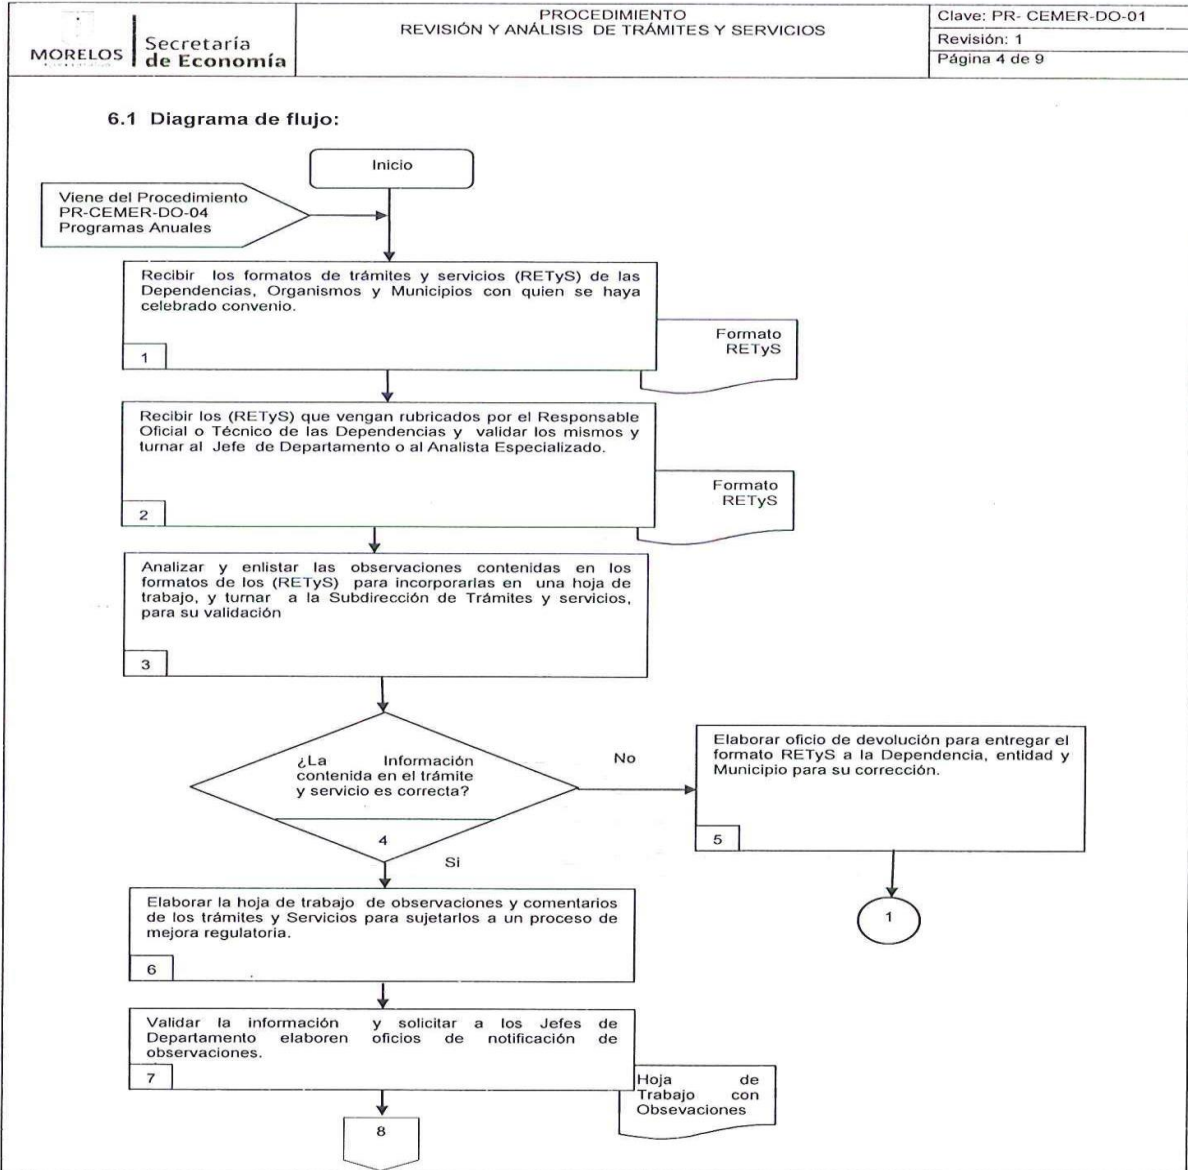 MORELOS
Secretaría
de Economía
PROCEDIMIENTO
REVISIÓN Y ANÁLISIS DE TRÁMITES Y SERVICIOS
Clave: PR- CEMER-DO-01
Revisión: 1
Página 4 de 9
6.1 Diagrama de flujo:
Inicio
Viene del Procedimiento
PR-CEMER-DO-04
Programas Anuales
Recibir los formatos de trámites y servicios (RETyS) de las
Dependencias, Organismos y Municipios con quien se haya
celebrado convenio.
1
Formato
RETyS
Recibir los (RETyS) que vengan rubricados por el Responsable
Oficial o Técnico de las Dependencias y validar los mismos y
turnar al Jefe de Departamento o al Analista Especializado.
2
Formato
RETyS
Analizar y enlistar las observaciones contenidas en los
formatos de los (RETyS) para incorporarlas en una hoja de
trabajo, y turnar a la Subdirección de Trámites y servicios,
para su validación
3
¿La Información
contenida en el trámite
y servicio es correcta?
4
No
Si
Elaborar oficio de devolución para entregar el
formato RETyS a la Dependencia, entidad y
Municipio para su corrección.
5
1
Elaborar la hoja de trabajo de observaciones y comentarios
de los trámites y Servicios para sujetarlos a un proceso de
mejora regulatoria.
6
Validar la información y solicitar a los Jefes de
Departamento elaboren oficios de notificación de
observaciones.
7
Hoja de
Trabajo con
Obsevaciones
8